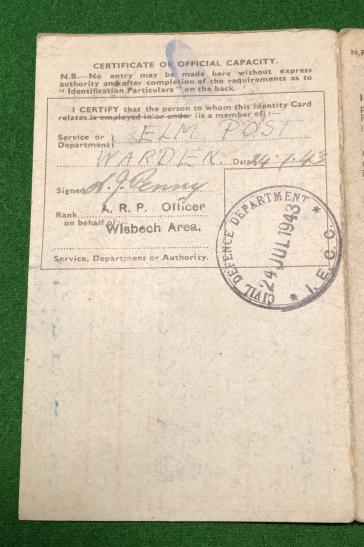 CERTIFICATE OF OFFICIAL CAPACITY.
N.B.—No entry may be made here without express
authority and after completion of the requirements as to
"Identification Particulars" on the back.
I CERTIFY that the person to whom this Identity Card
relates is employed in or under (is a member of):—
Service or } ELM POST
Department}
WARDEN. Date 24.7.43
Signed
Rank A. R. P. Officer
on behalf of Wisbech Area.
Service, Department or Authority.
CIVIL DEFENCE DEPARTMENT * I.E.C.C. *
24 JUL 1943